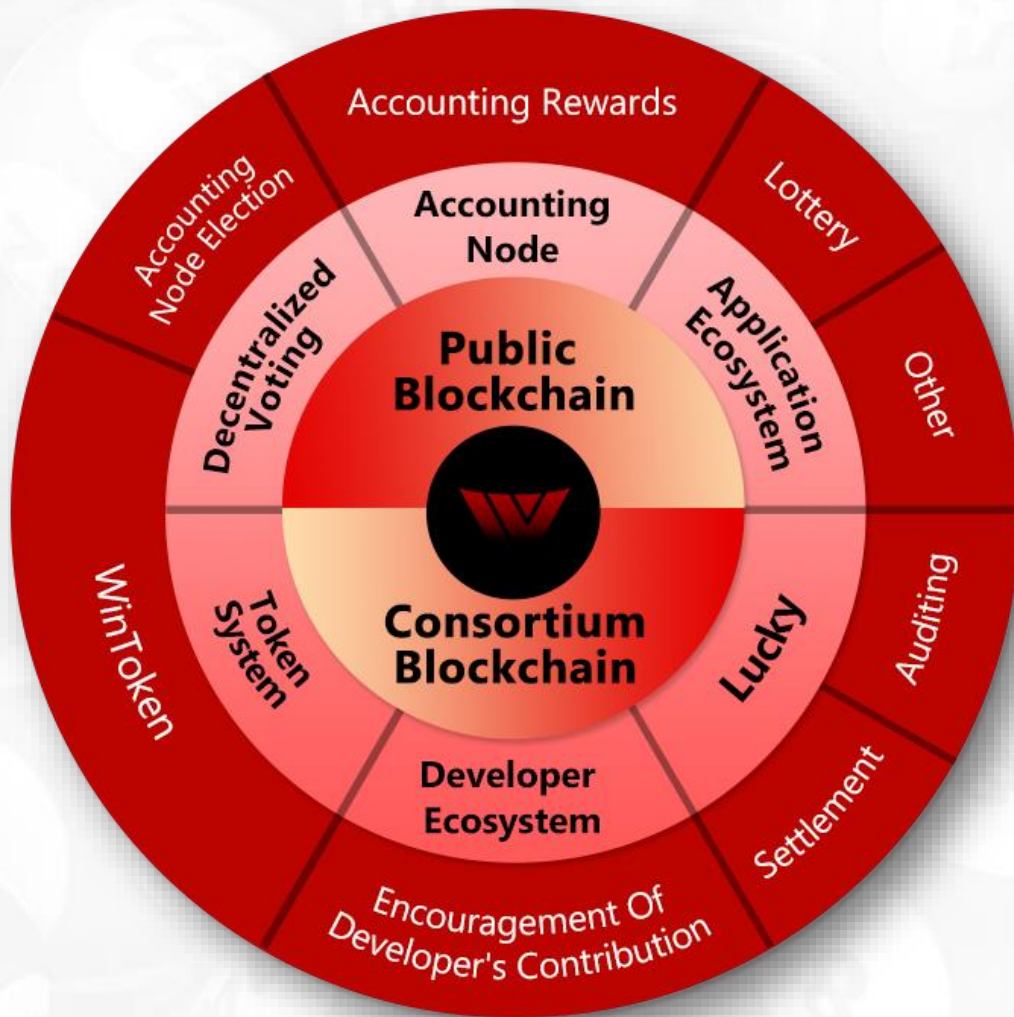 Accounting Rewards
Lottery
Other
Auditing
Settlement
Encouragement Of
Developer's Contribution
WinToken
Accounting
Node Election
Accounting
Node
Application
Ecosystem
Lucky
Developer
Ecosystem
Token
System
Decentralized
Voting
Public
Blockchain
Consortium
Blockchain